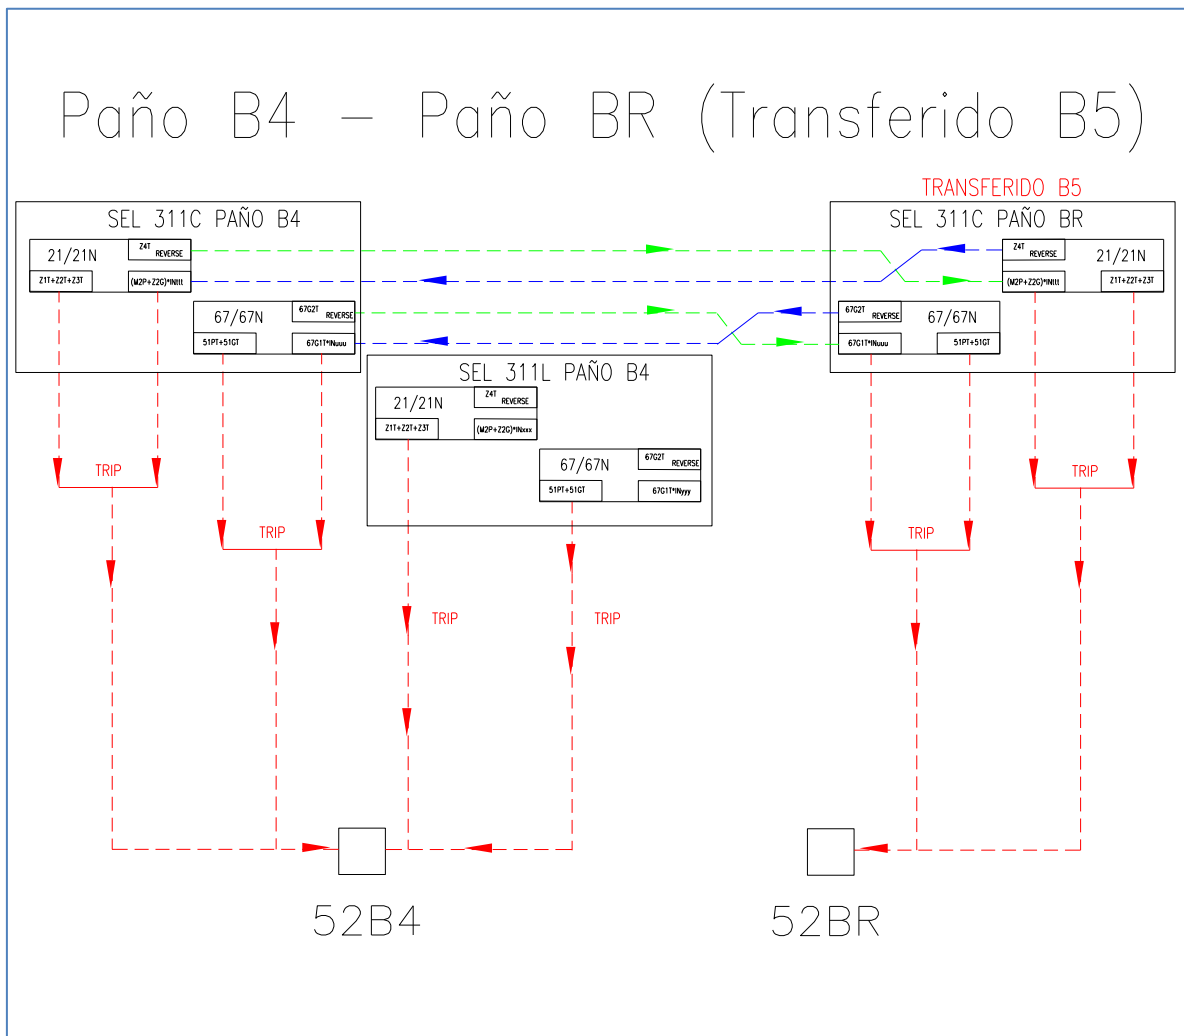 Paño B4 - Paño BR (Transferido B5)
TRANSFERIDO B5
SEL 311C PAÑO B4
21/21N
Z4T
REVERSE
Z1T+Z2T+Z3T
(M2P+Z2G)*INttt
67/67N
67G2T
REVERSE
51PT+51GT
67G1T*INuuu
SEL 311C PAÑO BR
Z4T
REVERSE
21/21N
(M2P+Z2G)*INttt
Z1T+Z2T+Z3T
67G2T
REVERSE
67/67N
67G1T*INuuu
51PT+51GT
SEL 311L PAÑO B4
21/21N
Z4T
REVERSE
Z1T+Z2T+Z3T
(M2P+Z2G)*INxxx
67/67N
67G2T
REVERSE
51PT+51GT
67G1T*INyyy
TRIP
TRIP
TRIP
TRIP
TRIP
TRIP
52B4
52BR